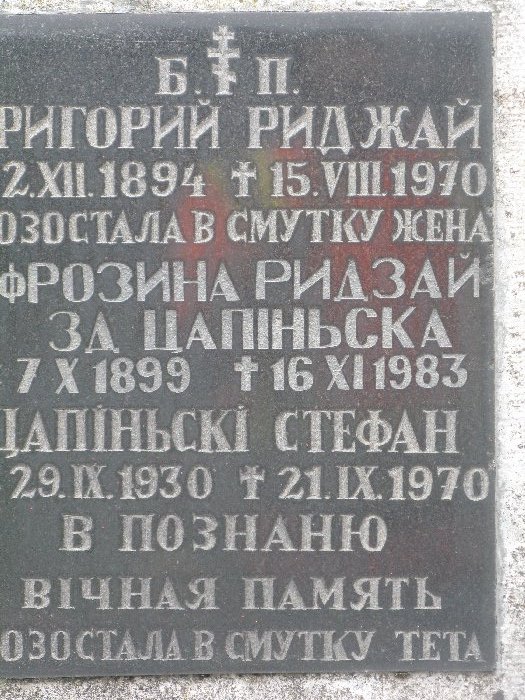 Б. П.
РИГОРИЙ РИДЖАЙ
2.XII.1894 ✝ 15.VIII.1970
ОЗОСТАЛА В СМУТКУ ЖЕНА
ФРОЗИНА РИДЗАЙ
ЗД ЦАПІНЬСКА
7 X 1899 ✝ 16 XI 1983
ЦАПІНЬСКІ СТЕФАН
29.IX.1930 ✝ 21.IX.1970
В ПОЗНАНЮ
ВІЧНАЯ ПАМЯТЬ
ОЗОСТАЛА В СМУТКУ ТЕТА